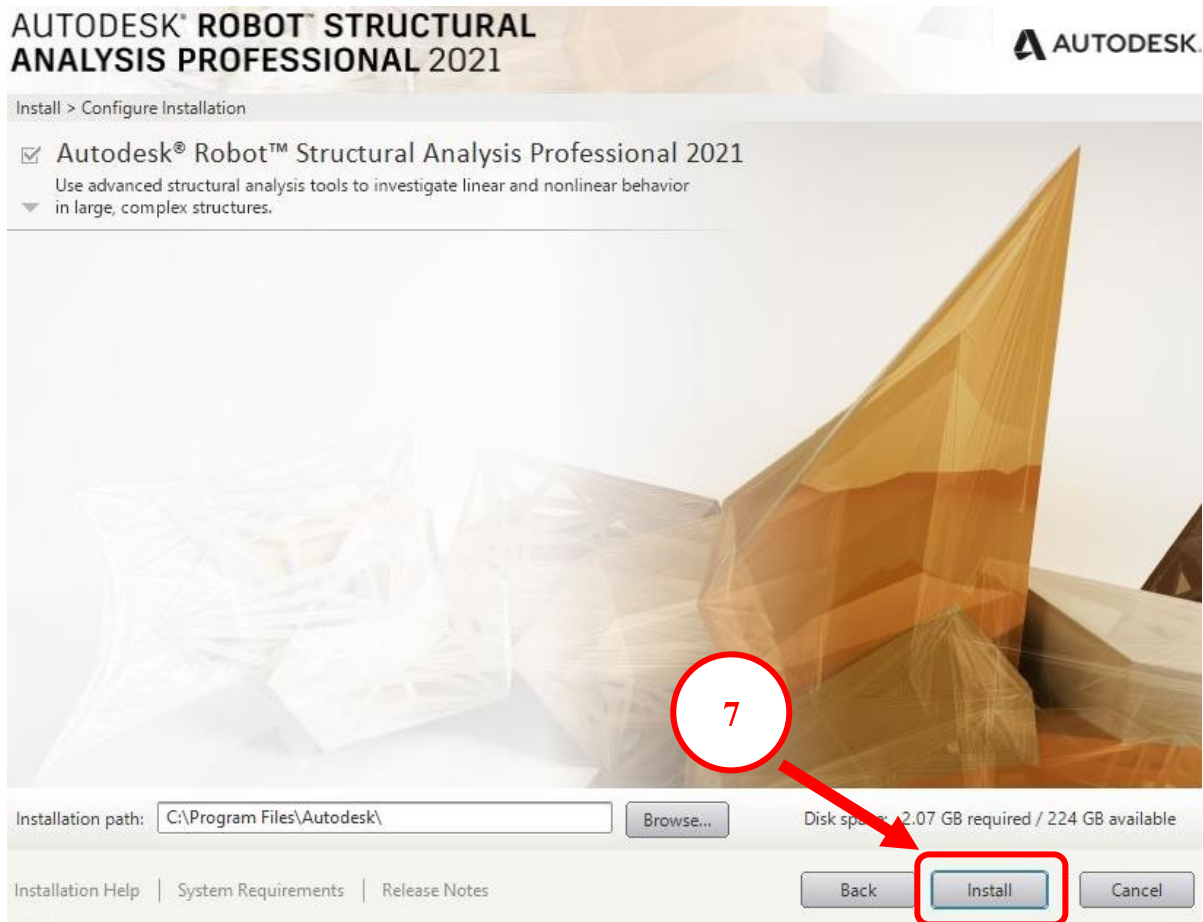 AUTODESK® ROBOT™ STRUCTURAL
ANALYSIS PROFESSIONAL 2021
AUTODESK.
Install > Configure Installation
Autodesk® Robot™ Structural Analysis Professional 2021
Use advanced structural analysis tools to investigate linear and nonlinear behavior
in large, complex structures.
7
Installation path: C:\Program Files\Autodesk\ Browse... Disk space: 2.07 GB required / 224 GB available
Installation Help | System Requirements | Release Notes Back Install Cancel